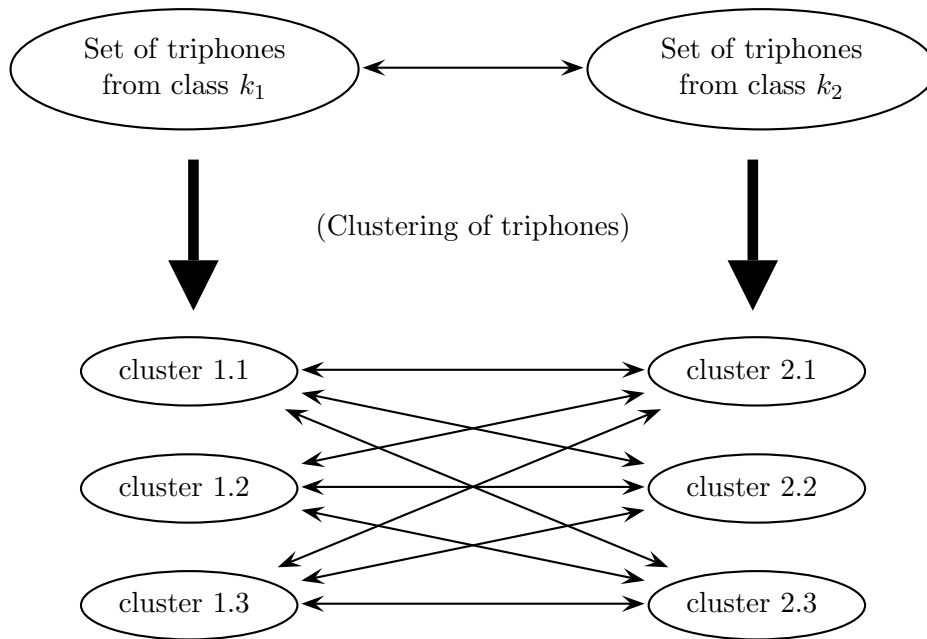 Set of triphones
from class k₁
Set of triphones
from class k₂
(Clustering of triphones)
cluster 1.1
cluster 2.1
cluster 1.2
cluster 2.2
cluster 1.3
cluster 2.3